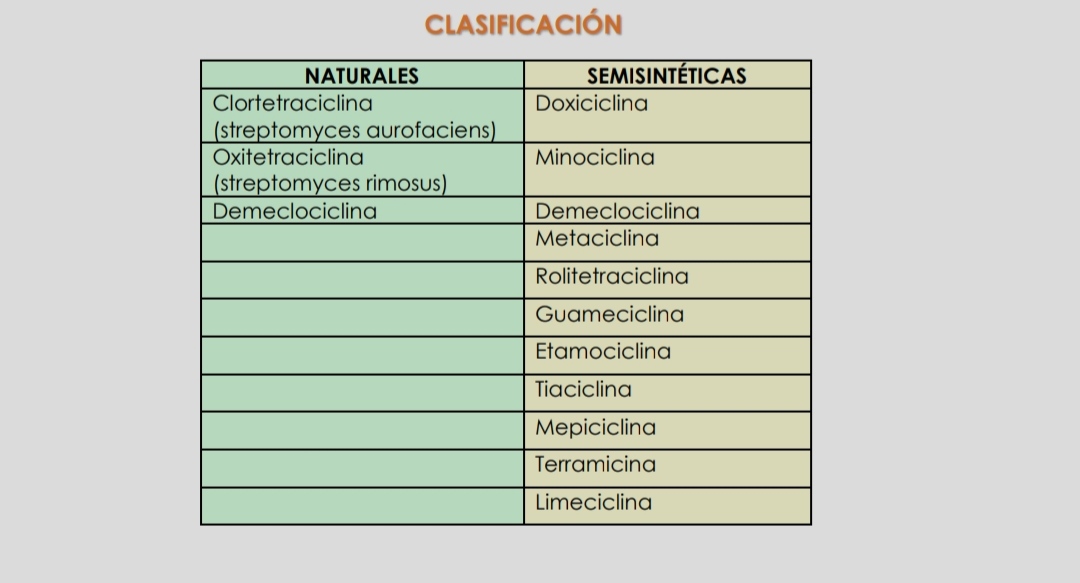 CLASIFICACIÓN
NATURALES SEMISINTÉTICAS
Clortetraciclina Doxiciclina
(streptomyces aurofaciens)
Oxitetraciclina Minociclina
(streptomyces rimosus)
Demeclociclina Demeclociclina
Metaciclina
Rolitetraciclina
Guameciclina
Etamociclina
Tiaciclina
Mepiciclina
Terramicina
Limeciclina